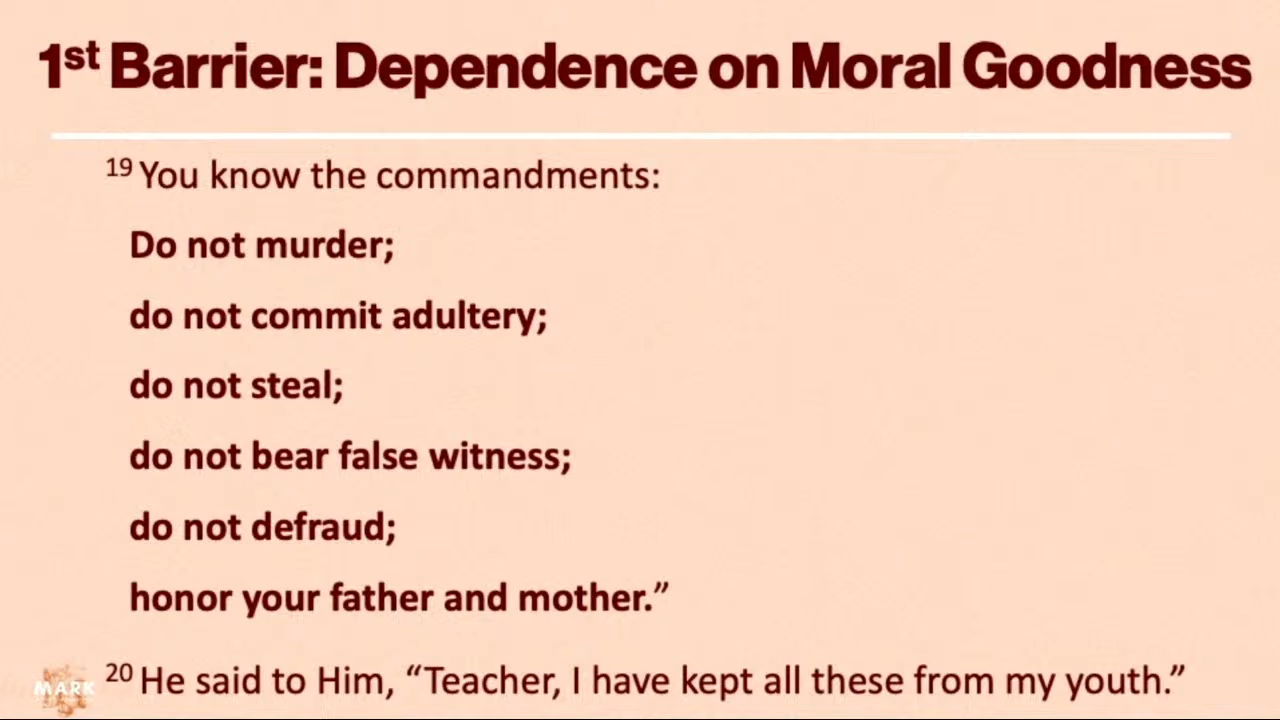 1st Barrier: Dependence on Moral Goodness
19 You know the commandments:
Do not murder;
do not commit adultery;
do not steal;
do not bear false witness;
do not defraud;
honor your father and mother.”
20 He said to Him, “Teacher, I have kept all these from my youth.”
MARK